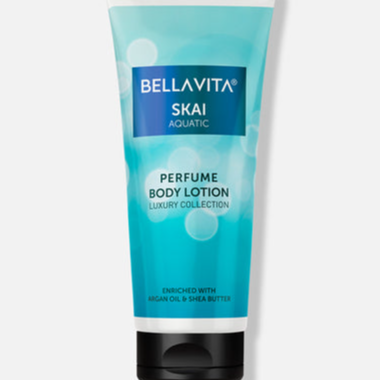 BELLAVITA®
SKAI
AQUATIC
PERFUME
BODY LOTION
LUXURY COLLECTION
ENRICHED WITH
ARGAN OIL & SHEA BUTTER